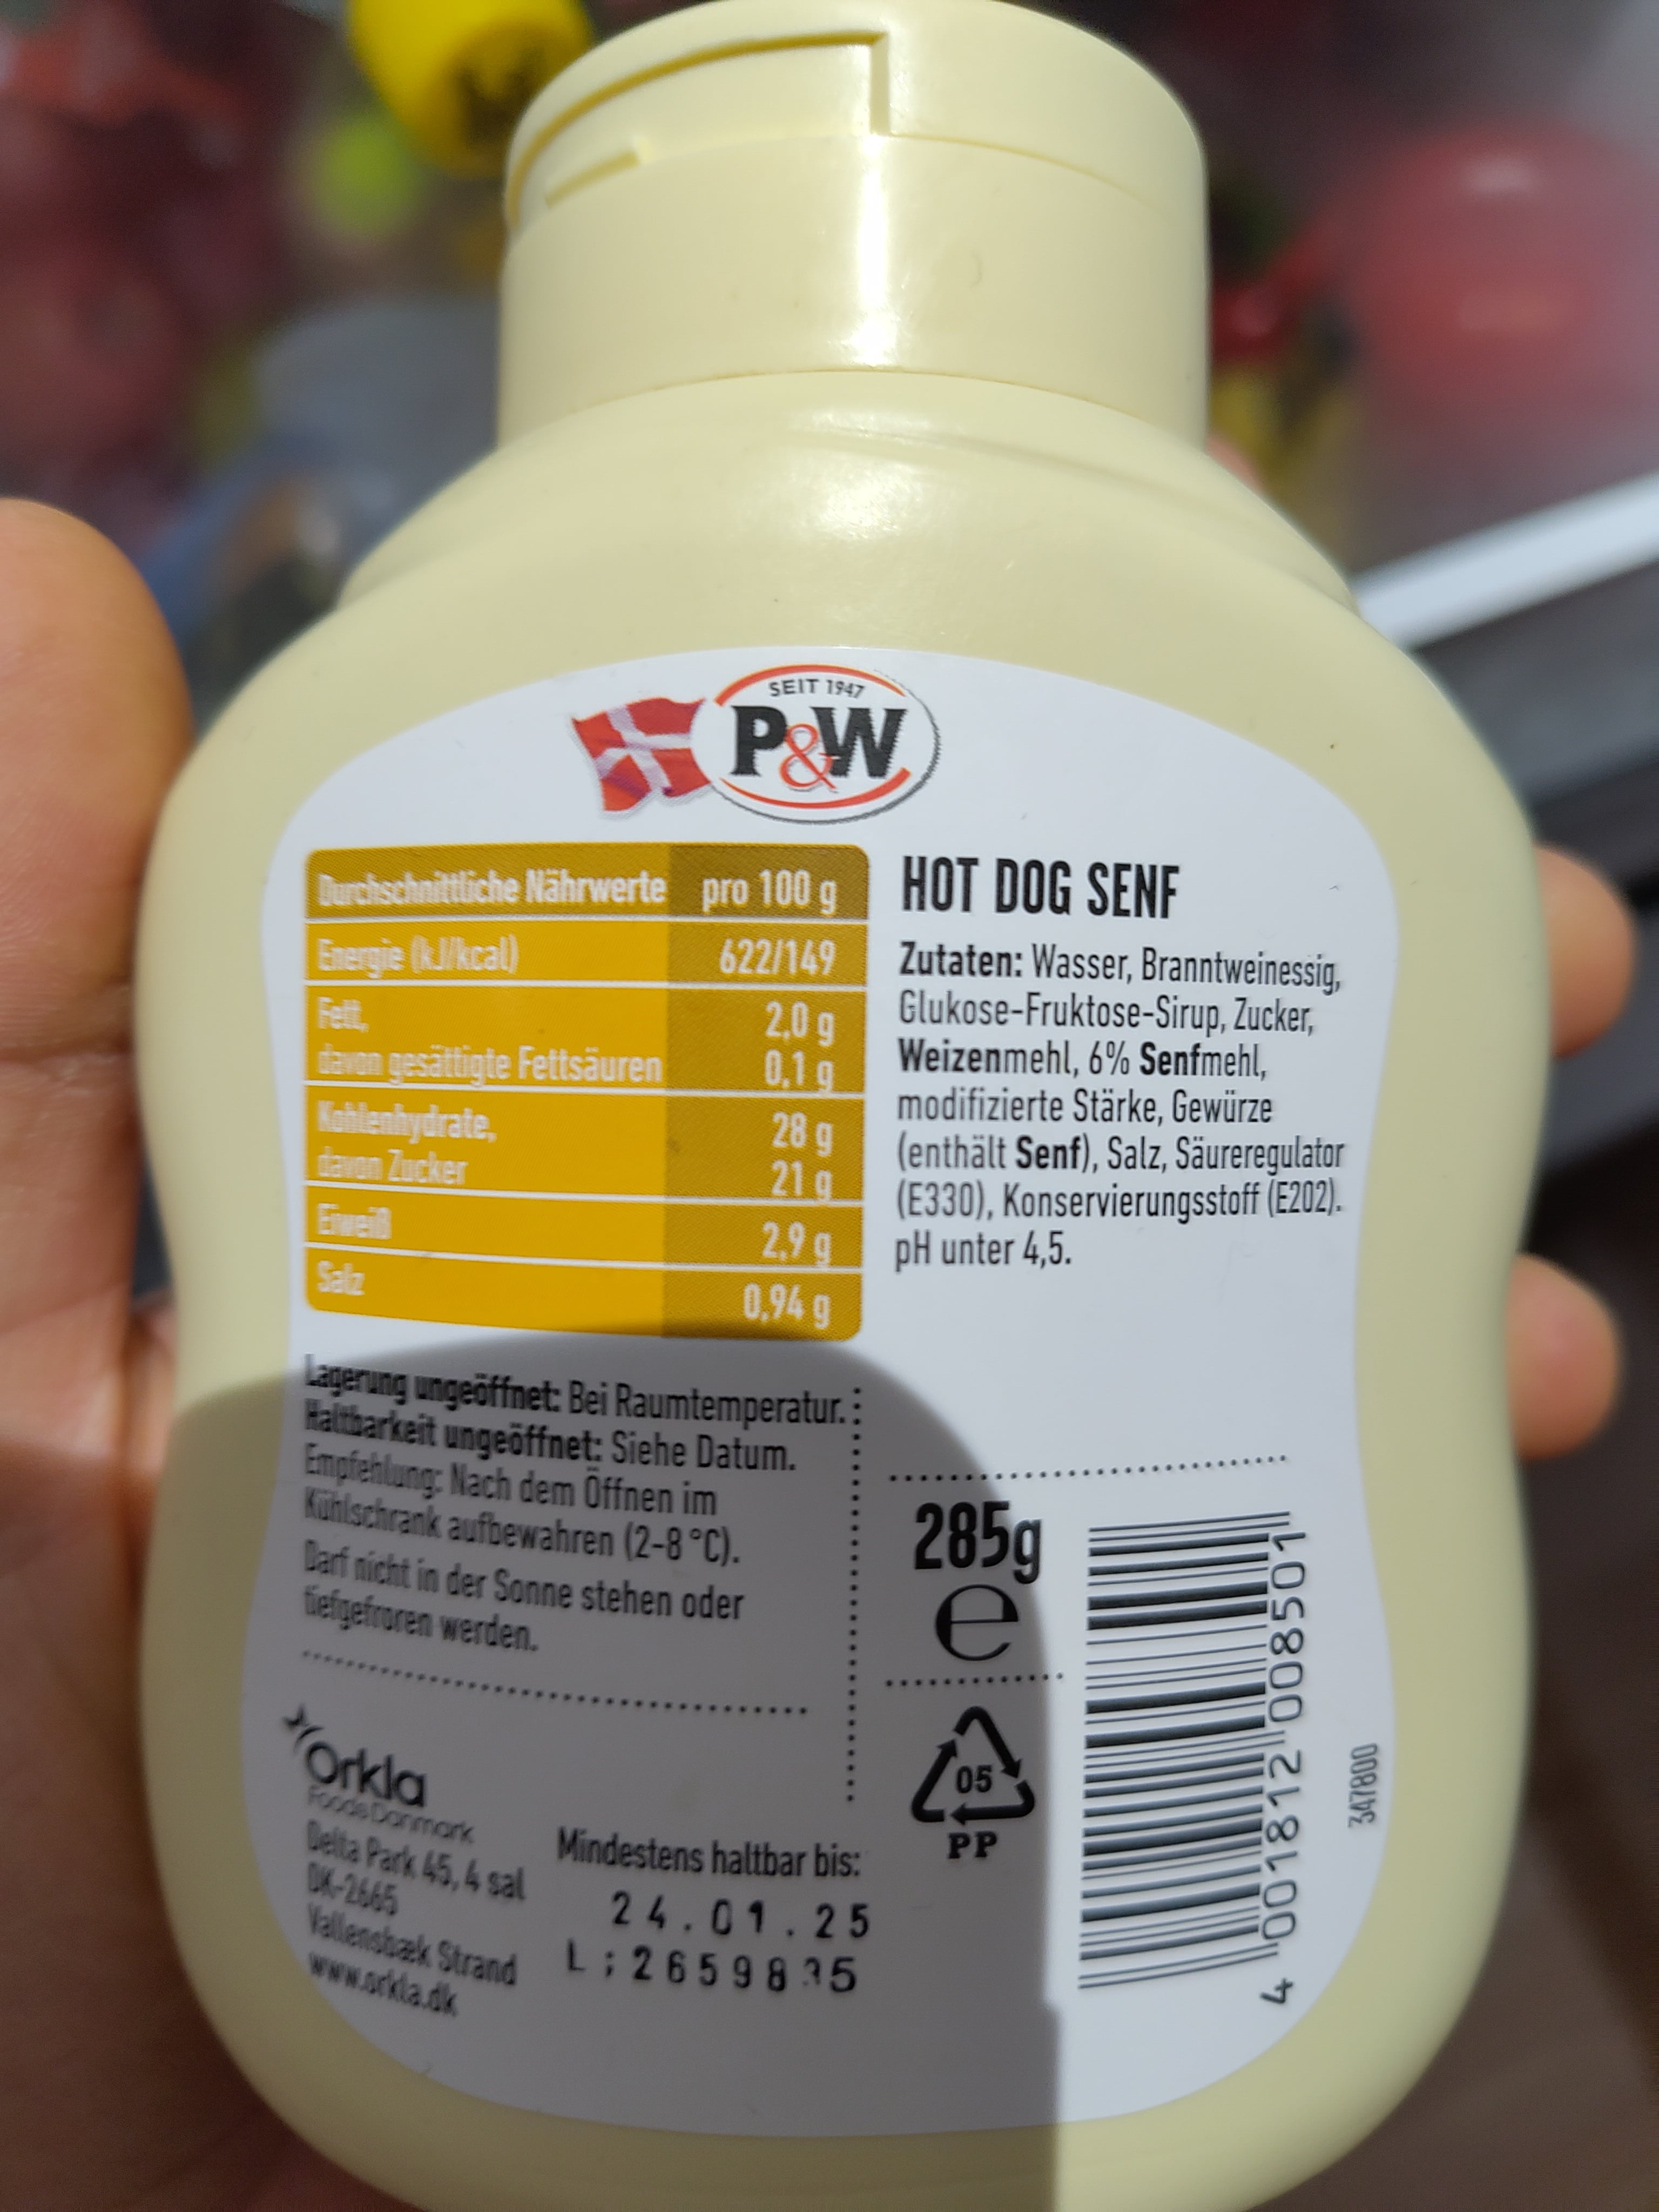 SEIT 1947
P&W
Durchschnittliche Nährwerte pro 100 g
Energie (kJ/kcal) 622/149
Fett, 2,0 g
davon gesättigte Fettsäuren 0,1 g
Kohlenhydrate, 28 g
davon Zucker 21 g
Eiweiß 2,9 g
Salz 0,94 g
HOT DOG SENF
Zutaten: Wasser, Branntweinessig,
Glukose-Fruktose-Sirup, Zucker,
Weizenmehl, 6% Senfmehl,
modifizierte Stärke, Gewürze
(enthält Senf), Salz, Säureregulator
(E330), Konservierungsstoff (E202).
pH unter 4,5.
Lagerung ungeöffnet: Bei Raumtemperatur.
Haltbarkeit ungeöffnet: Siehe Datum.
Empfehlung: Nach dem Öffnen im
Kühlschrank aufbewahren (2-8 °C).
Darf nicht in der Sonne stehen oder
tiefgefroren werden.
Orkla
Foods Danmark
Delta Park 45, 4 sal
DK-2665
Vallensbæk Strand
www.orkla.dk
Mindestens haltbar bis:
24.01.25
L:2659835
285g
e
05
PP
4 001812 008501
347800